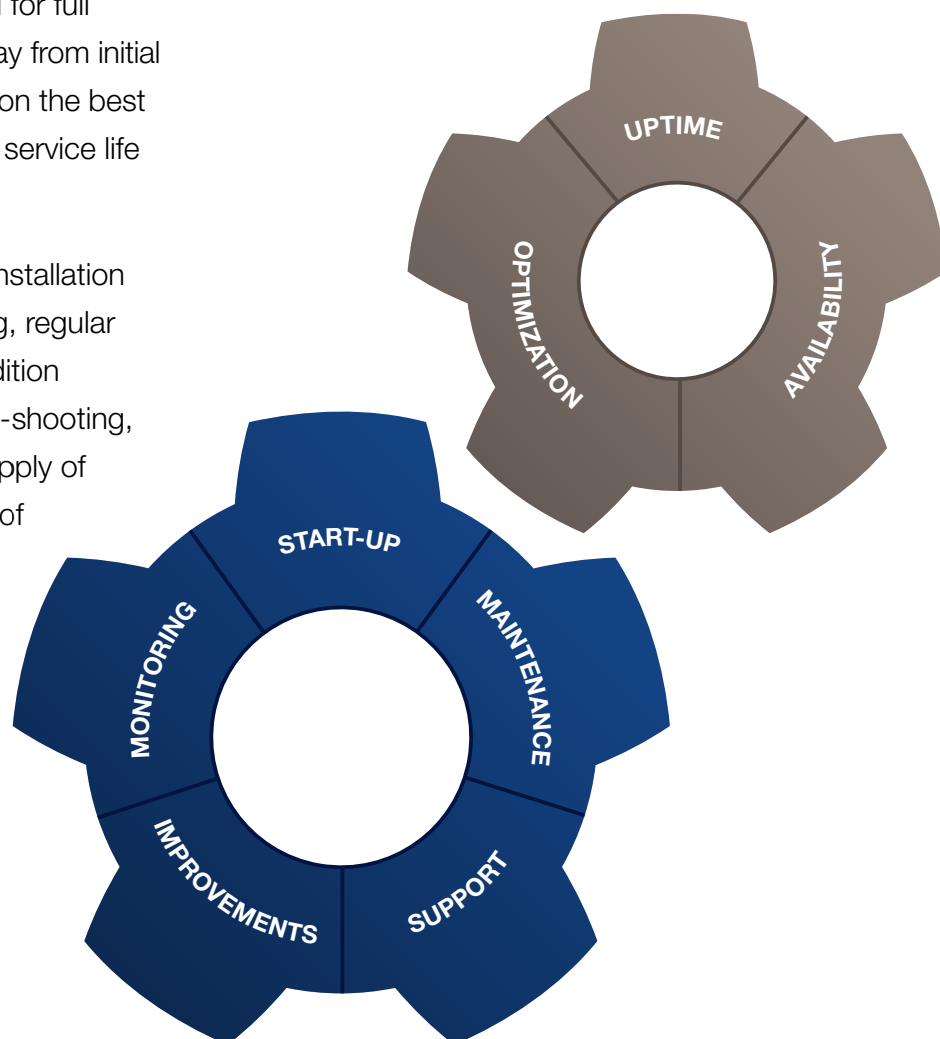 for full
ay from initial
on the best
service life
nstallation
g, regular
dition
-shooting,
pply of
of
UPTIME
AVAILABILITY
OPTIMIZATION
START-UP
MAINTENANCE
SUPPORT
IMPROVEMENTS
MONITORING